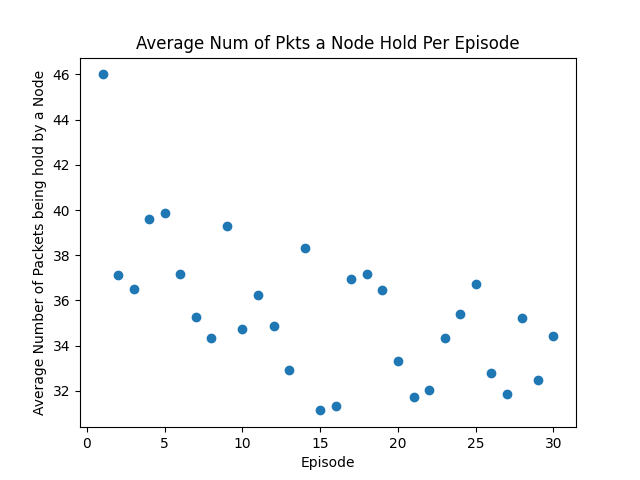 Average Num of Pkts a Node Hold Per Episode
Average Number of Packets being hold by a Node
46
44
42
40
38
36
34
32
0 5 10 15 20 25 30
Episode